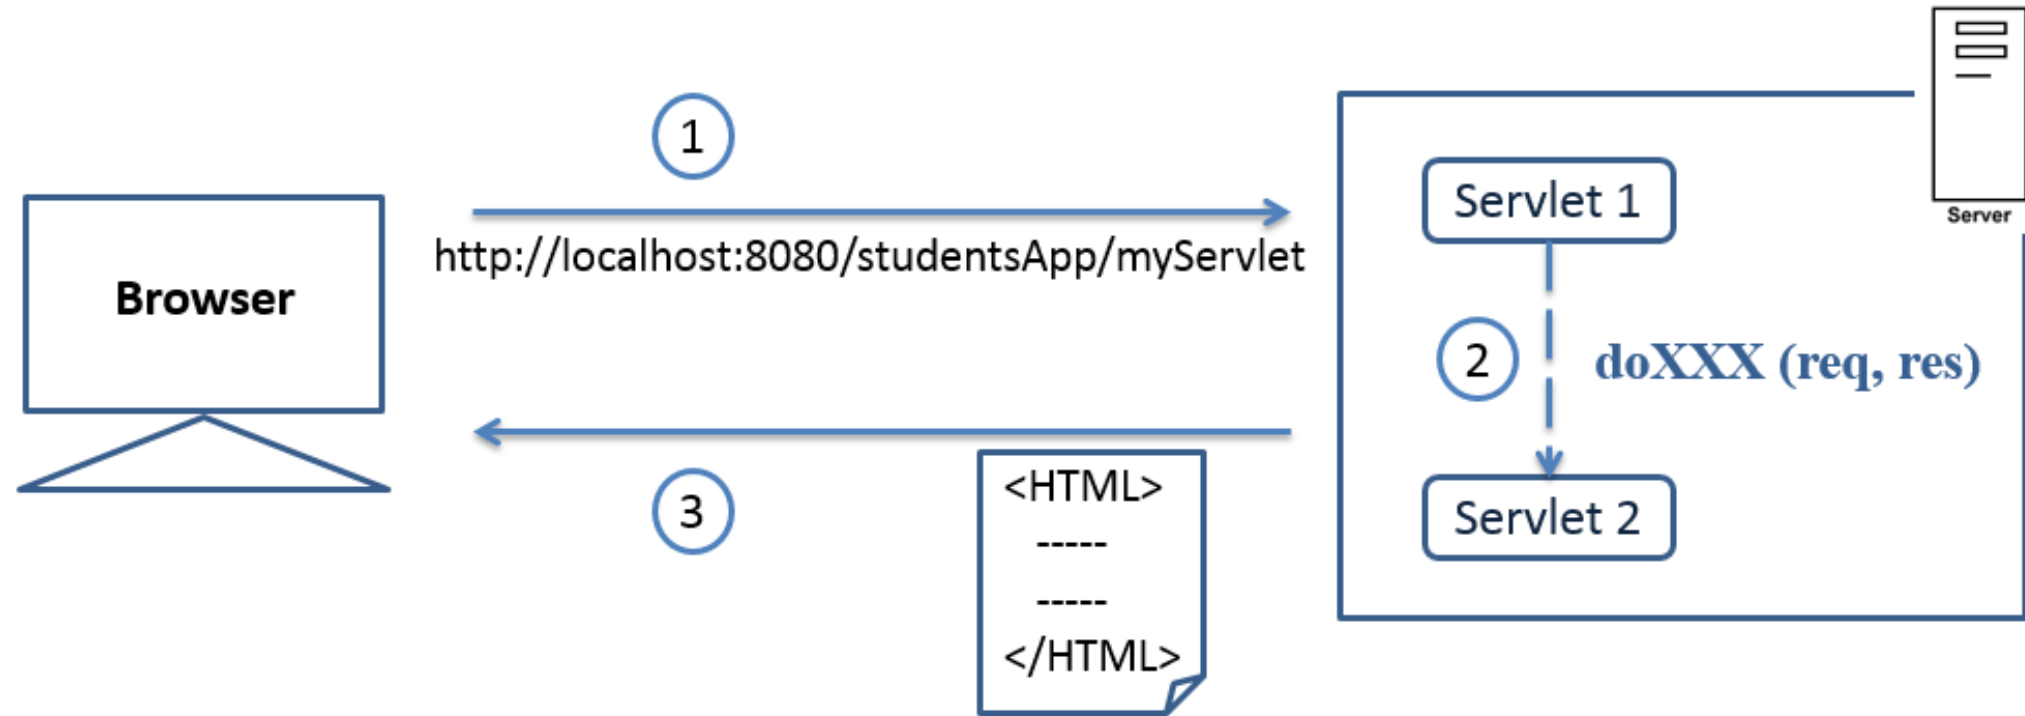 1
http://localhost:8080/studentsApp/myServlet
Browser
Server
Servlet 1
2
doXXX (req, res)
Servlet 2
3
<HTML>
-----
-----
</HTML>